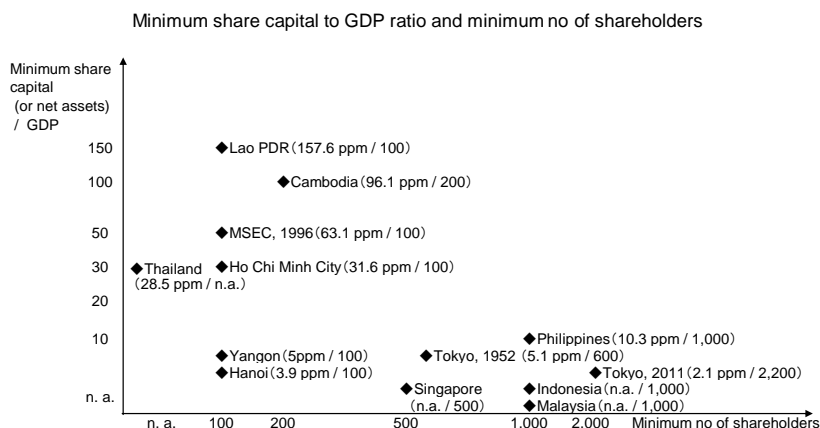 Minimum share capital to GDP ratio and minimum no of shareholders
Minimum share
capital
(or net assets)
/ GDP
150
Lao PDR(157.6 ppm / 100)
100
Cambodia(96.1 ppm / 200)
50
MSEC, 1996(63.1 ppm / 100)
30
Thailand
(28.5 ppm / n.a.)
Ho Chi Minh City(31.6 ppm / 100)
20
10
Philippines(10.3 ppm / 1,000)
Yangon(5ppm / 100)
Tokyo, 1952 (5.1 ppm / 600)
Hanoi(3.9 ppm / 100)
Tokyo, 2011(2.1 ppm / 2,200)
n. a.
Singapore
(n.a. / 500)
Indonesia(n.a. / 1,000)
Malaysia(n.a. / 1,000)
n. a. 100 200 500 1.000 2.000 Minimum no of shareholders